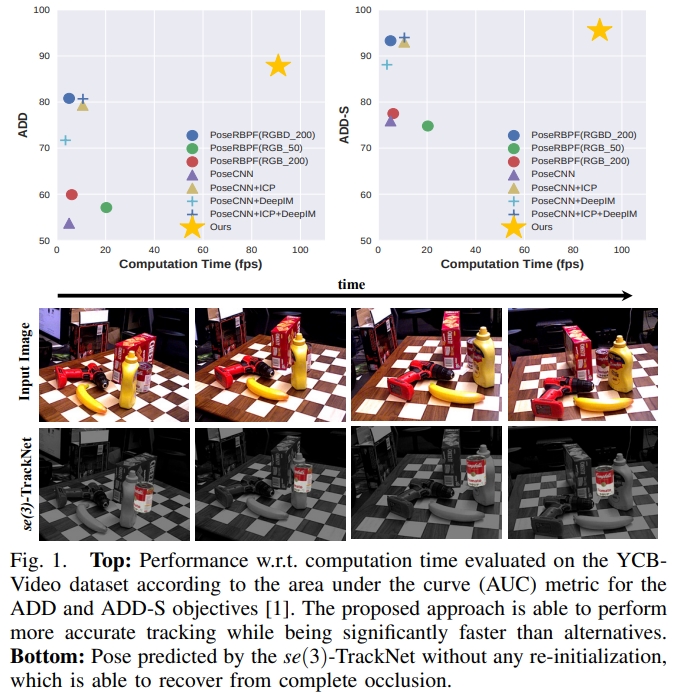 100
90
80
70
60
50
ADD
0
20
40
60
80
100
Computation Time (fps)
PoseRBPF(RGBD_200)
PoseRBPF(RGB_50)
PoseRBPF(RGB_200)
PoseCNN
PoseCNN+ICP
PoseCNN+DeepIM
PoseCNN+ICP+DeepIM
Ours
100
90
80
70
60
50
ADD-S
0
20
40
60
80
100
Computation Time (fps)
PoseRBPF(RGBD_200)
PoseRBPF(RGB_50)
PoseRBPF(RGB_200)
PoseCNN
PoseCNN+ICP
PoseCNN+DeepIM
PoseCNN+ICP+DeepIM
Ours
time
Input Image
se(3)-TrackNet
Fig. 1. Top: Performance w.r.t. computation time evaluated on the YCB-
Video dataset according to the area under the curve (AUC) metric for the
ADD and ADD-S objectives [1]. The proposed approach is able to perform
more accurate tracking while being significantly faster than alternatives.
Bottom: Pose predicted by the se(3)-TrackNet without any re-initialization,
which is able to recover from complete occlusion.